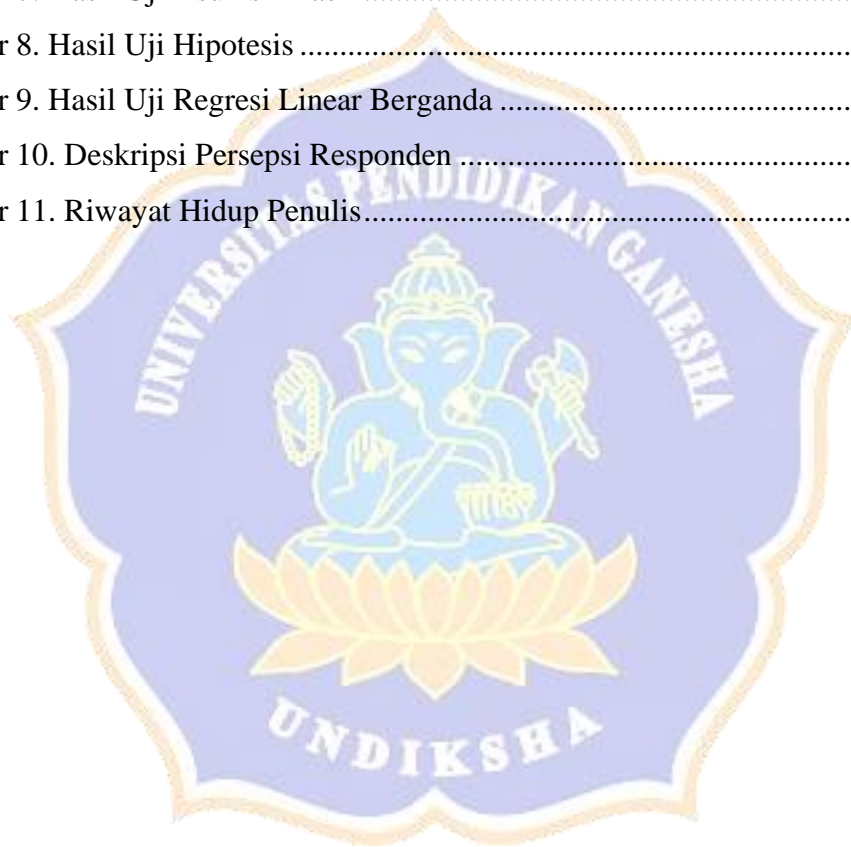 r 8. Hasil Uji Hipotesis ................................................................................
r 9. Hasil Uji Regresi Linear Berganda ................................................................
r 10. Deskripsi Persepsi Responden ................................................................
r 11. Riwayat Hidup Penulis................................................................
UNIVERSITAS PENDIDIKAN GANESHA
UNDIKSHA